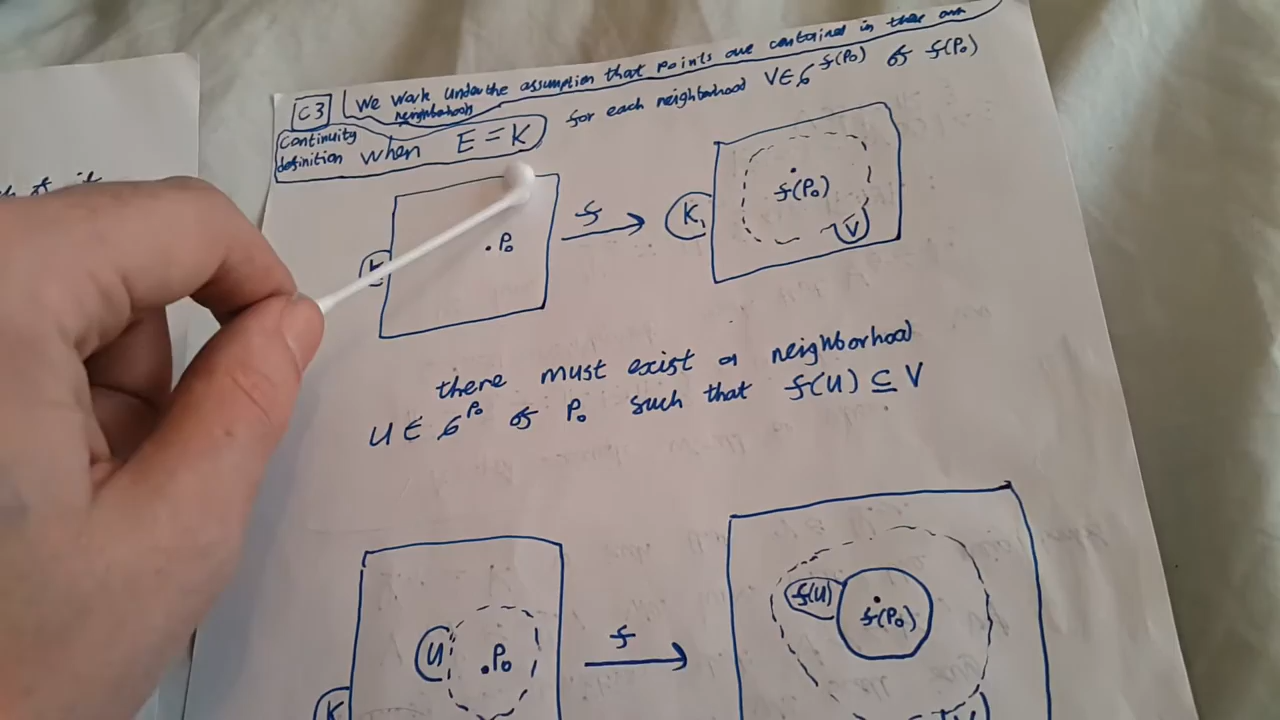 C3
We work under the assumption that points are contained in their own
neighborhoods
Continuity
definition when E = K
for each neighborhood V ∈ 𝒢^f(P₀) of f(P₀)
.P₀
f
K₁
f(P₀)
V
there must exist a neighborhood
U ∈ 𝒢^P₀ of P₀ such that f(U) ⊆ V
U
.P₀
K
f
f(U)
f(P₀)
V